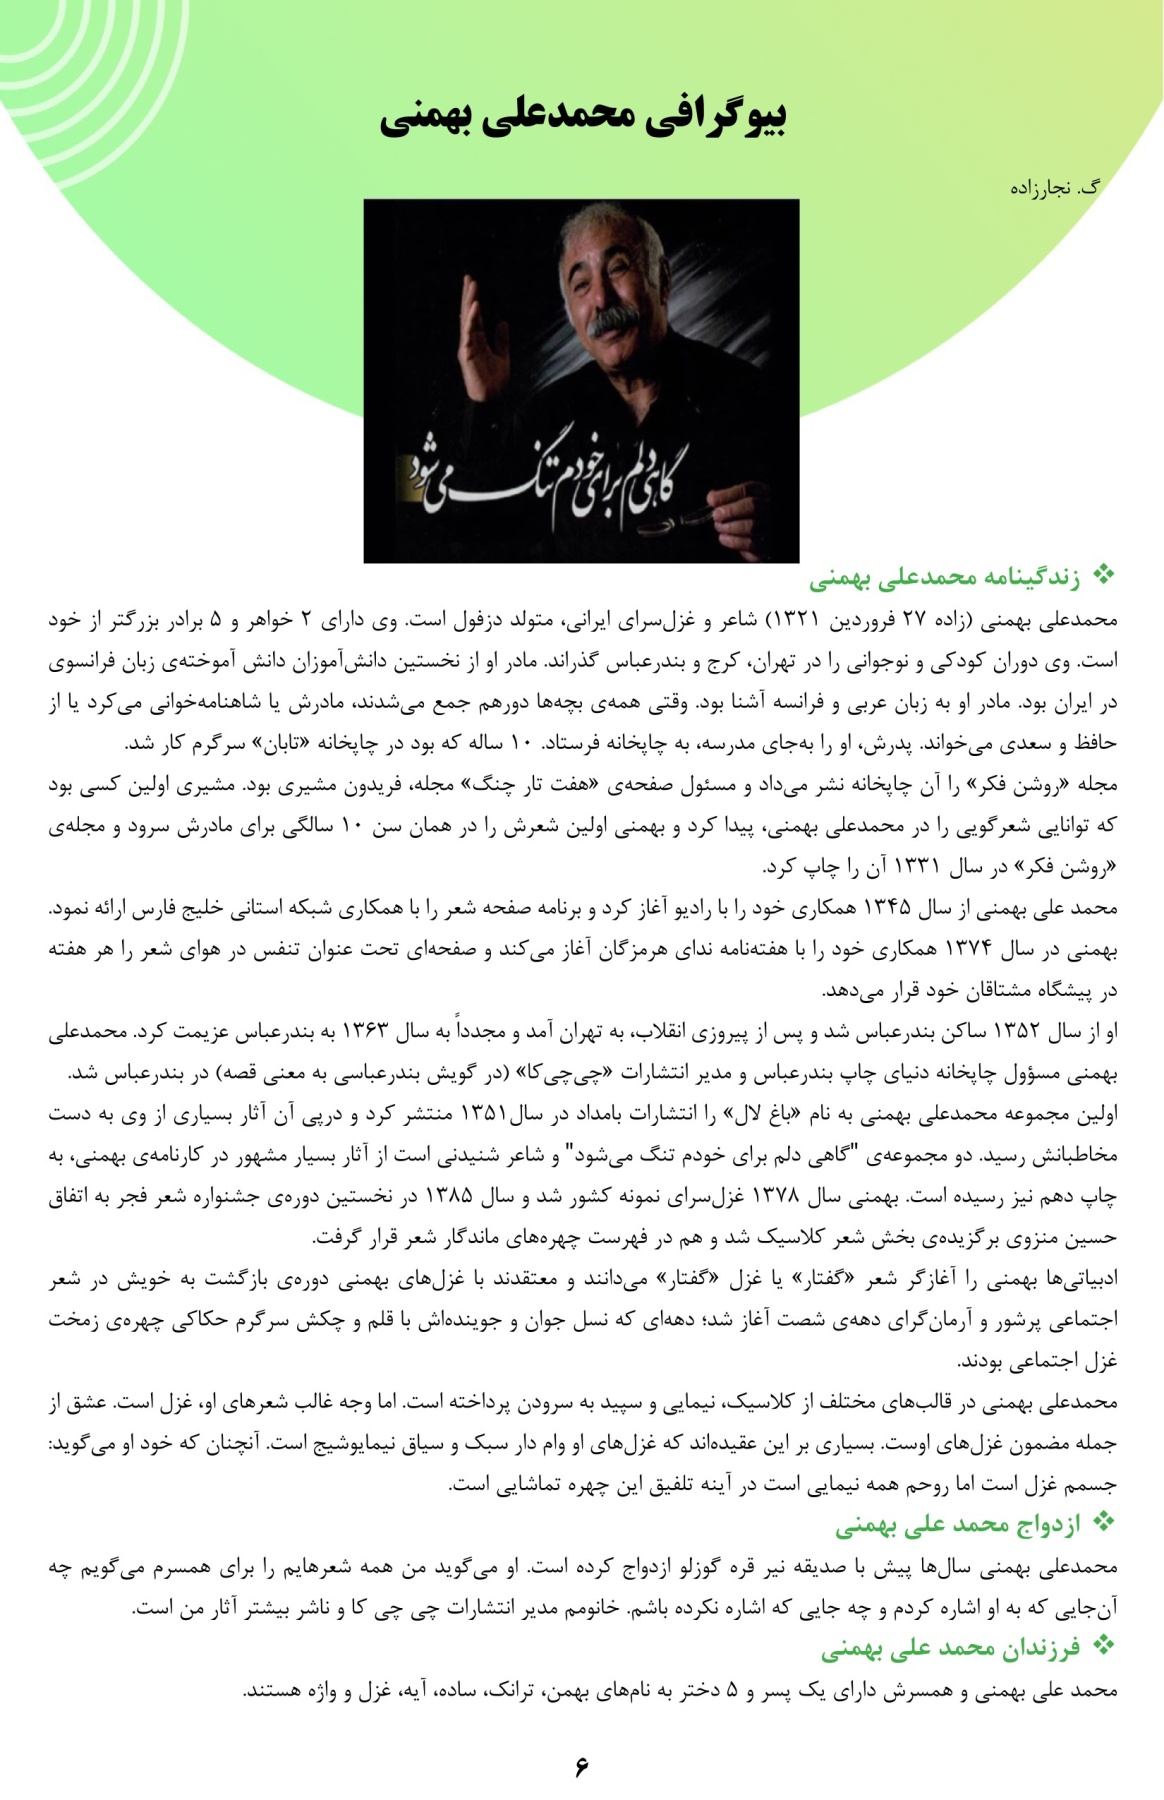 بیوگرافی محمدعلی بهمنی
گ. نجارزاده
گاهی دلم برای خودم تنگ می‌شود
❖ زندگینامه محمدعلی بهمنی
محمدعلی بهمنی (زاده ۲۷ فروردین ۱۳۲۱) شاعر و غزل‌سرای ایرانی، متولد دزفول است. وی دارای ۲ خواهر و ۵ برادر بزرگتر از خود
است. وی دوران کودکی و نوجوانی را در تهران، کرج و بندرعباس گذراند. مادر او از نخستین دانش‌آموزان دانش آموخته‌ی زبان فرانسوی
در ایران بود. مادر او به زبان عربی و فرانسه آشنا بود. وقتی همه‌ی بچه‌ها دورهم جمع می‌شدند، مادرش یا شاهنامه‌خوانی می‌کرد یا از
حافظ و سعدی می‌خواند. پدرش، او را به‌جای مدرسه، به چاپخانه فرستاد. ۱۰ ساله که بود در چاپخانه «تابان» سرگرم کار شد.
مجله «روشن فکر» را آن چاپخانه نشر می‌داد و مسئول صفحه‌ی «هفت تار چنگ» مجله، فریدون مشیری بود. مشیری اولین کسی بود
که توانایی شعرگویی را در محمدعلی بهمنی، پیدا کرد و بهمنی اولین شعرش را در همان سن ۱۰ سالگی برای مادرش سرود و مجله‌ی
«روشن فکر» در سال ۱۳۳۱ آن را چاپ کرد.
محمد علی بهمنی از سال ۱۳۴۵ همکاری خود را با رادیو آغاز کرد و برنامه صفحه شعر را با همکاری شبکه استانی خلیج فارس ارائه نمود.
بهمنی در سال ۱۳۷۴ همکاری خود را با هفته‌نامه ندای هرمزگان آغاز می‌کند و صفحه‌ای تحت عنوان تنفس در هوای شعر را هر هفته
در پیشگاه مشتاقان خود قرار می‌دهد.
او از سال ۱۳۵۲ ساکن بندرعباس شد و پس از پیروزی انقلاب، به تهران آمد و مجدداً به سال ۱۳۶۳ به بندرعباس عزیمت کرد. محمدعلی
بهمنی مسؤول چاپخانه دنیای چاپ بندرعباس و مدیر انتشارات «چی‌چی‌کا» (در گویش بندرعباسی به معنی قصه) در بندرعباس شد.
اولین مجموعه محمدعلی بهمنی به نام «باغ لال» را انتشارات بامداد در سال۱۳۵۱ منتشر کرد و درپی آن آثار بسیاری از وی به دست
مخاطبانش رسید. دو مجموعه‌ی "گاهی دلم برای خودم تنگ می‌شود" و شاعر شنیدنی است از آثار بسیار مشهور در کارنامه‌ی بهمنی، به
چاپ دهم نیز رسیده است. بهمنی سال ۱۳۷۸ غزل‌سرای نمونه کشور شد و سال ۱۳۸۵ در نخستین دوره‌ی جشنواره شعر فجر به اتفاق
حسین منزوی برگزیده‌ی بخش شعر کلاسیک شد و هم در فهرست چهره‌های ماندگار شعر قرار گرفت.
ادبیاتی‌ها بهمنی را آغازگر شعر «گفتار» یا غزل «گفتار» می‌دانند و معتقدند با غزل‌های بهمنی دوره‌ی بازگشت به خویش در شعر
اجتماعی پرشور و آرمان‌گرای دهه‌ی شصت آغاز شد؛ دهه‌ای که نسل جوان و جوینده‌اش با قلم و چکش سرگرم حکاکی چهره‌ی زمخت
غزل اجتماعی بودند.
محمدعلی بهمنی در قالب‌های مختلف از کلاسیک، نیمایی و سپید به سرودن پرداخته است. اما وجه غالب شعرهای او، غزل است. عشق از
جمله مضمون غزل‌های اوست. بسیاری بر این عقیده‌اند که غزل‌های او وام دار سبک و سیاق نیمایوشیج است. آنچنان که خود او می‌گوید:
جسمم غزل است اما روحم همه نیمایی است در آینه تلفیق این چهره تماشایی است.
❖ ازدواج محمد علی بهمنی
محمدعلی بهمنی سال‌ها پیش با صدیقه نیر قره گوزلو ازدواج کرده است. او می‌گوید من همه شعرهایم را برای همسرم می‌گویم چه
آن‌جایی که به او اشاره کردم و چه جایی که اشاره نکرده باشم. خانومم مدیر انتشارات چی چی کا و ناشر بیشتر آثار من است.
❖ فرزندان محمد علی بهمنی
محمد علی بهمنی و همسرش دارای یک پسر و ۵ دختر به نام‌های بهمن، ترانک، ساده، آیه، غزل و واژه هستند.
۶